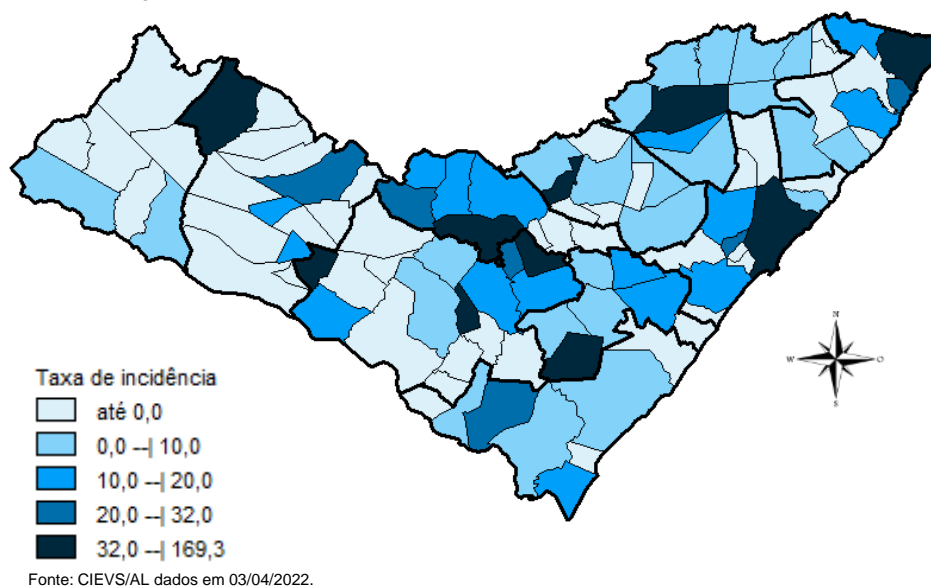 N
W O
S
Taxa de incidência
até 0,0
0,0 --| 10,0
10,0 --| 20,0
20,0 --| 32,0
32,0 --| 169,3
Fonte: CIEVS/AL dados em 03/04/2022.